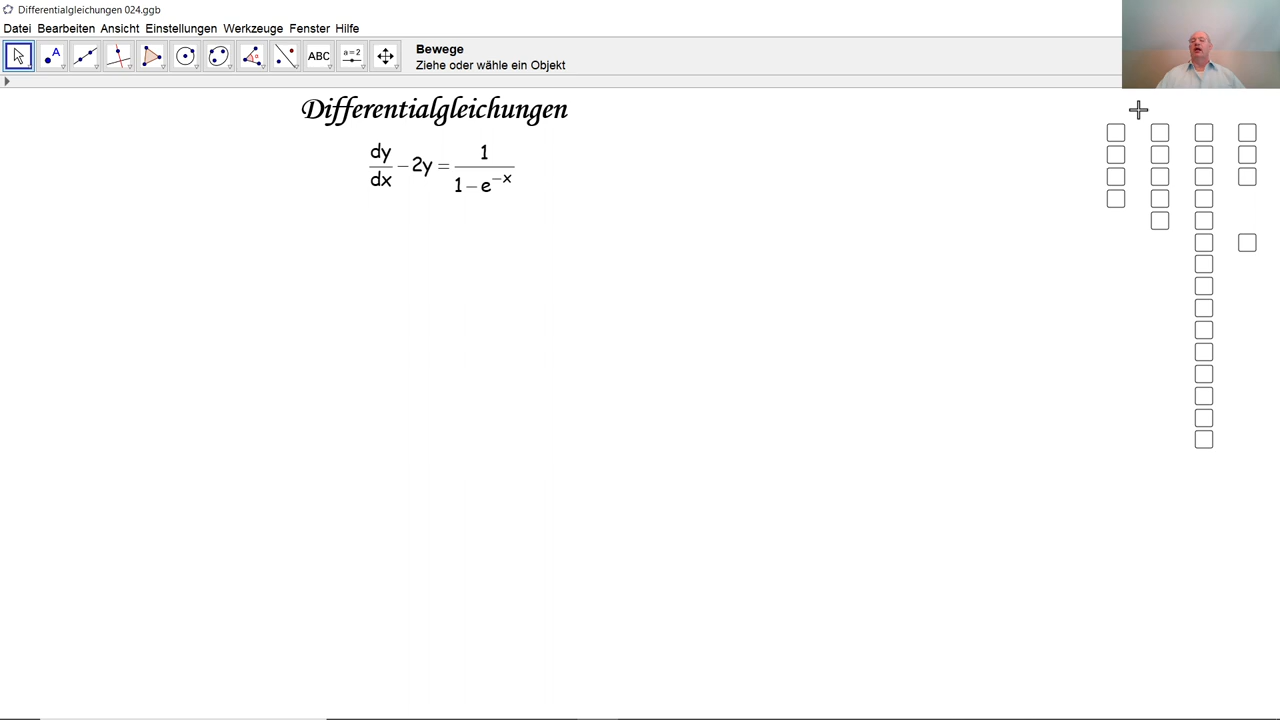 Differentialgleichungen 024.ggb
Datei Bearbeiten Ansicht Einstellungen Werkzeuge Fenster Hilfe
A
α
ABC
a=2
Bewege
Ziehe oder wähle ein Objekt
Differentialgleichungen
dy/dx − 2y = 1/(1 − e^(−x))